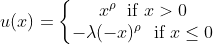 u(x) = { x^ρ if x > 0
−λ(−x)^ρ if x ≤ 0